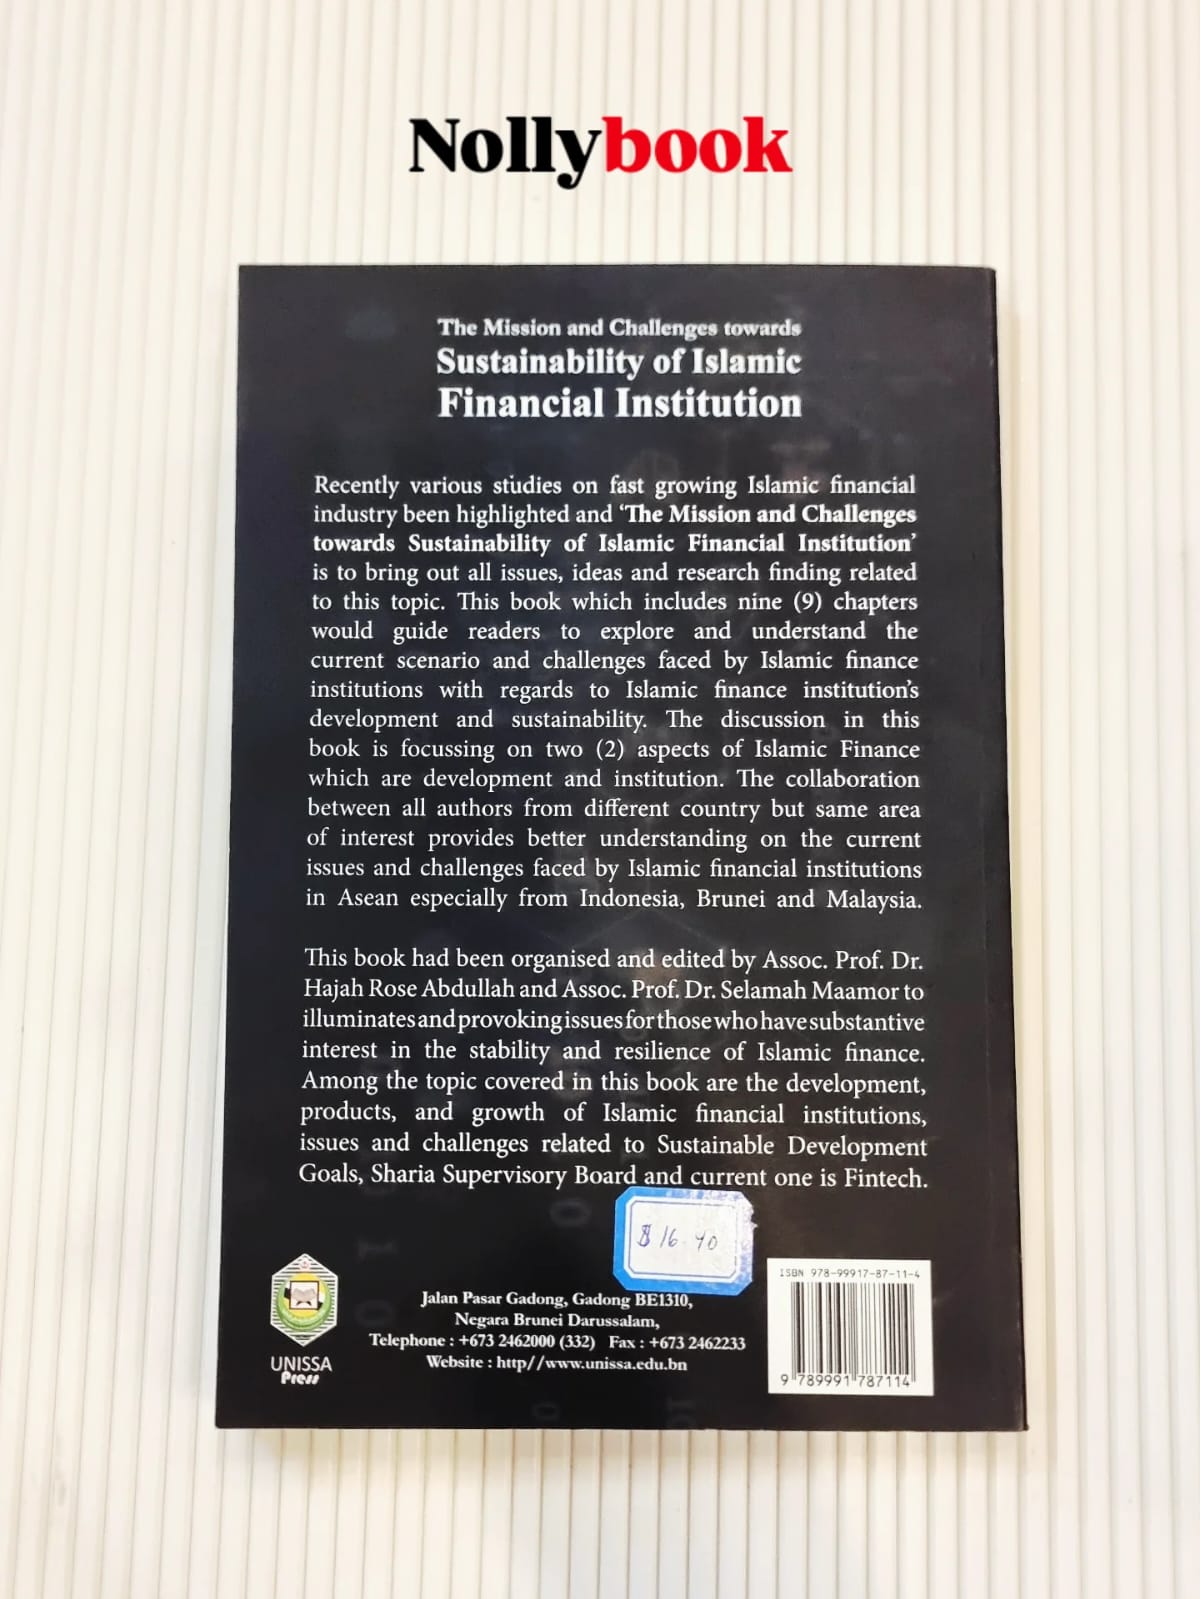 Nollybook
The Mission and Challenges towards
Sustainability of Islamic
Financial Institution
Recently various studies on fast growing Islamic financial
industry been highlighted and ‘The Mission and Challenges
towards Sustainability of Islamic Financial Institution’
is to bring out all issues, ideas and research finding related
to this topic. This book which includes nine (9) chapters
would guide readers to explore and understand the
current scenario and challenges faced by Islamic finance
institutions with regards to Islamic finance institution’s
development and sustainability. The discussion in this
book is focussing on two (2) aspects of Islamic Finance
which are development and institution. The collaboration
between all authors from different country but same area
of interest provides better understanding on the current
issues and challenges faced by Islamic financial institutions
in Asean especially from Indonesia, Brunei and Malaysia.
This book had been organised and edited by Assoc. Prof. Dr.
Hajah Rose Abdullah and Assoc. Prof. Dr. Selamah Maamor to
illuminates and provoking issues for those who have substantive
interest in the stability and resilience of Islamic finance.
Among the topic covered in this book are the development,
products, and growth of Islamic financial institutions,
issues and challenges related to Sustainable Development
Goals, Sharia Supervisory Board and current one is Fintech.
$ 16.40
UNISSA
Press
Jalan Pasar Gadong, Gadong BE1310,
Negara Brunei Darussalam,
Telephone : +673 2462000 (332) Fax : +673 2462233
Website : http//www.unissa.edu.bn
ISBN 978-99917-87-11-4
9 789991 787114